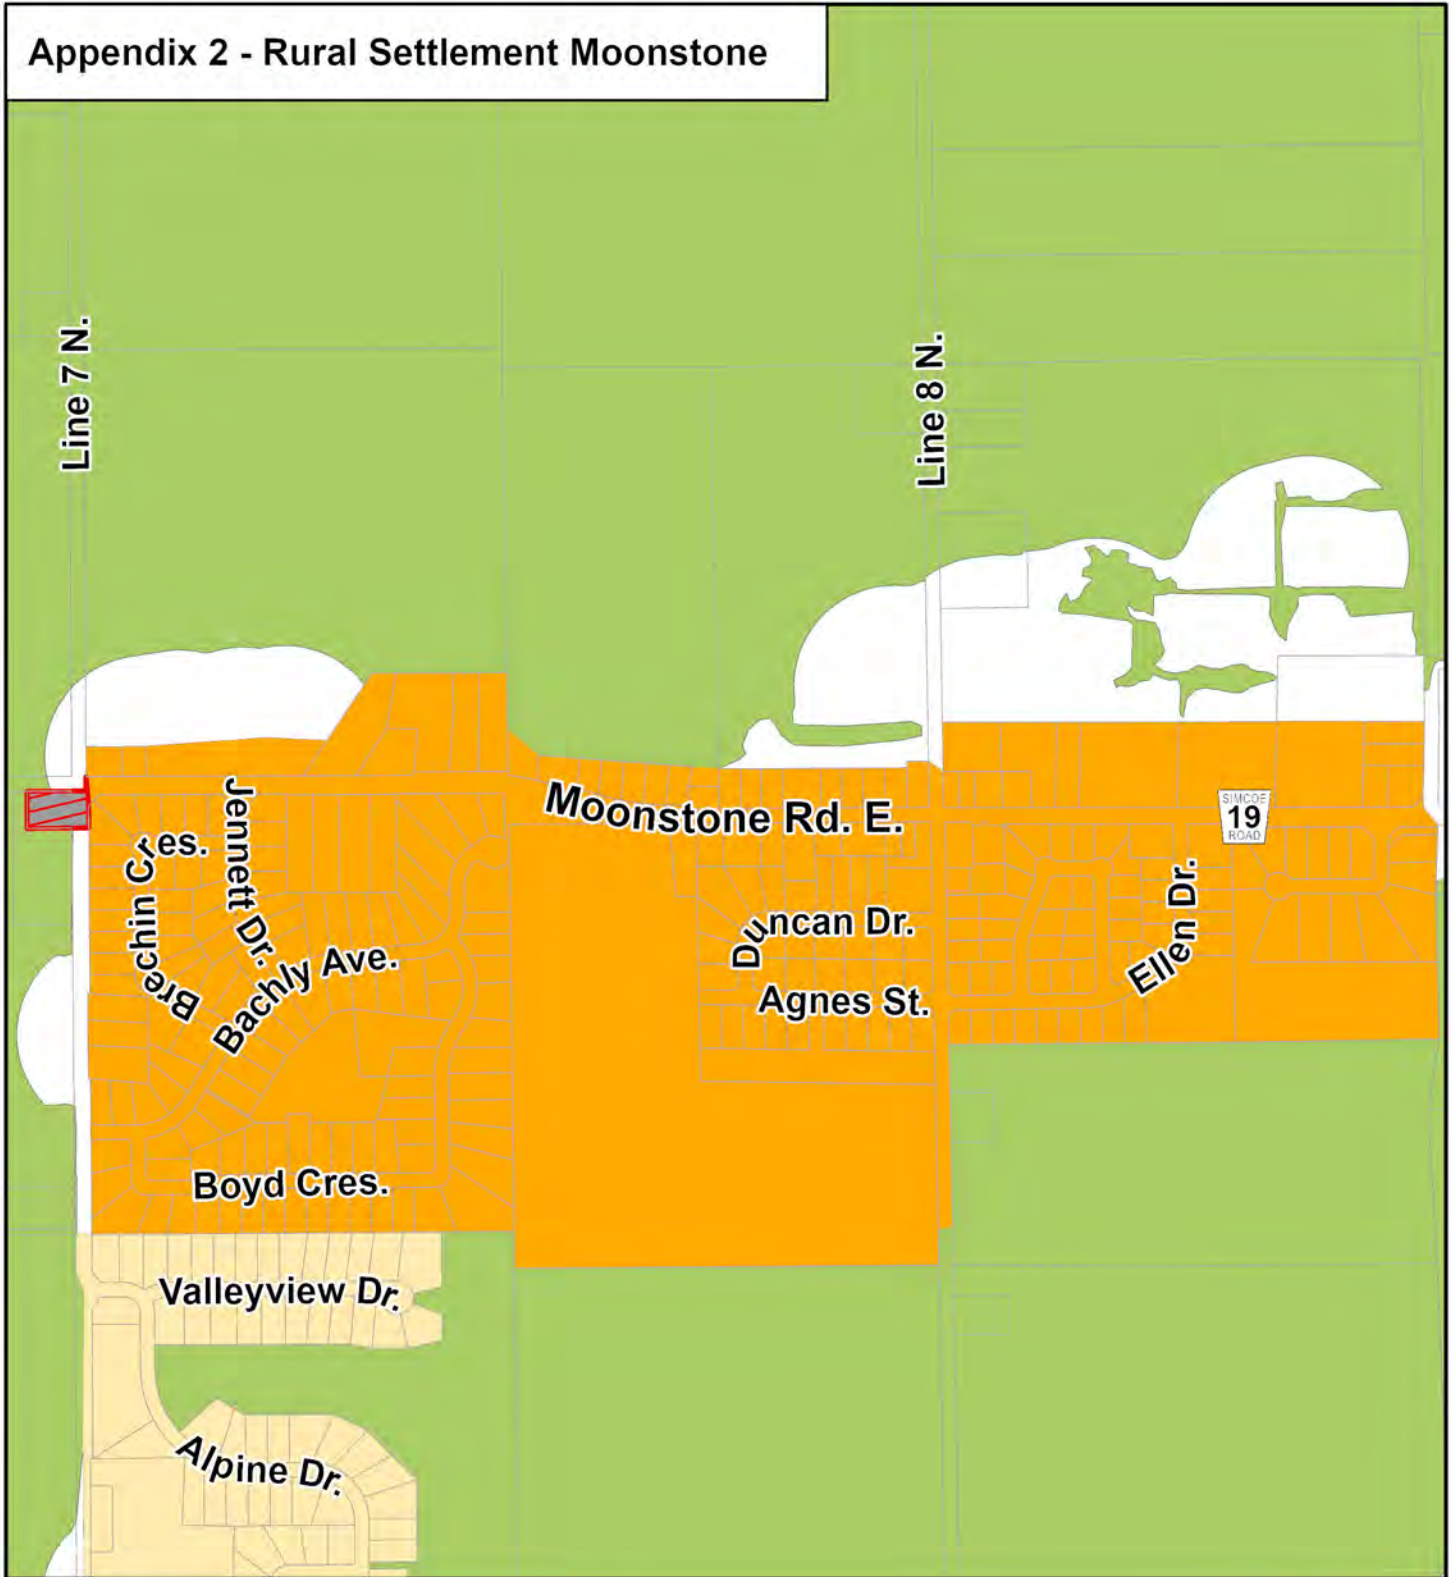 Appendix 2 - Rural Settlement Moonstone
Line 7 N.
Line 8 N.
Moonstone Rd. E.
SIMCOE
19
ROAD
Jennett Dr.
Brechin Cres.
Bachly Ave.
Duncan Dr.
Agnes St.
Ellen Dr.
Boyd Cres.
Valleyview Dr.
Alpine Dr.